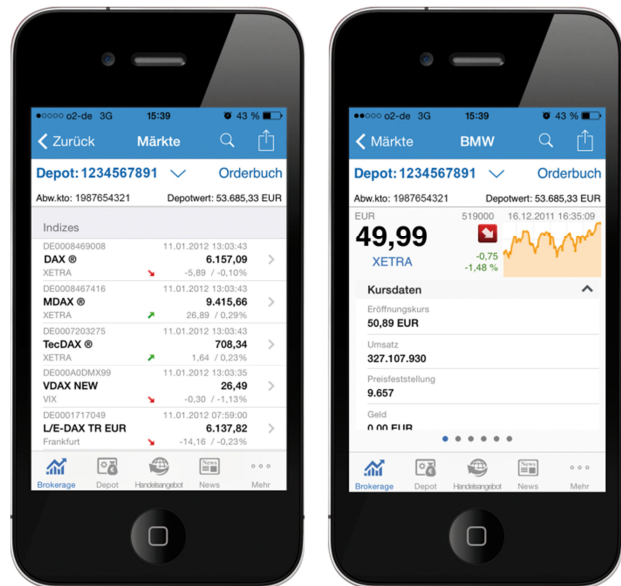 ●○○○○ o2-de 3G 15:39 43 %
Zurück Märkte
Depot: 1234567891 Orderbuch
Abw.kto: 1987654321 Depotwert: 53.685,33 EUR
Indizes
DE0008469008 11.01.2012 13:03:43
DAX ® 6.157,09
XETRA -5,89 / -0,10%
DE0008467416 11.01.2012 13:03:43
MDAX ® 9.415,66
XETRA 26,89 / 0,29%
DE0007203275 11.01.2012 13:03:43
TecDAX ® 708,34
XETRA 1,64 / 0,23%
DE000A0DMX99 11.01.2012 13:03:35
VDAX NEW 26,49
VIX -0,30 / -1,13%
DE0001717049 11.01.2012 07:59:00
L/E-DAX TR EUR 6.137,82
Frankfurt -14,16 / -0,23%
News
Brokerage Depot Handelsangebot News Mehr
●●○○○ o2-de 3G 15:39 43 %
Märkte BMW
Depot: 1234567891 Orderbuch
Abw.kto: 1987654321 Depotwert: 53.685,33 EUR
EUR 519000 16.12.2011 16:35:09
49,99
XETRA -0,75
-1,48 %
Kursdaten
Eröffnungskurs
50,89 EUR
Umsatz
327.107.930
Preisfeststellung
9.657
Geld
0,00 EUR
News
Brokerage Depot Handelsangebot News Mehr